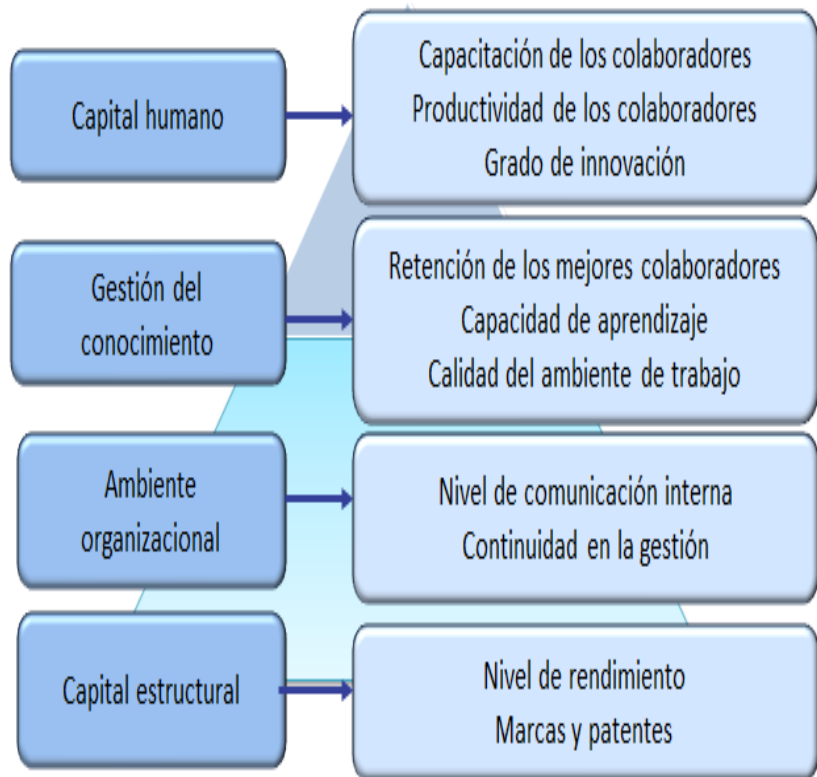 Capital humano
Capacitación de los colaboradores
Productividad de los colaboradores
Grado de innovación
Gestión del
conocimiento
Retención de los mejores colaboradores
Capacidad de aprendizaje
Calidad del ambiente de trabajo
Ambiente
organizacional
Nivel de comunicación interna
Continuidad en la gestión
Capital estructural
Nivel de rendimiento
Marcas y patentes